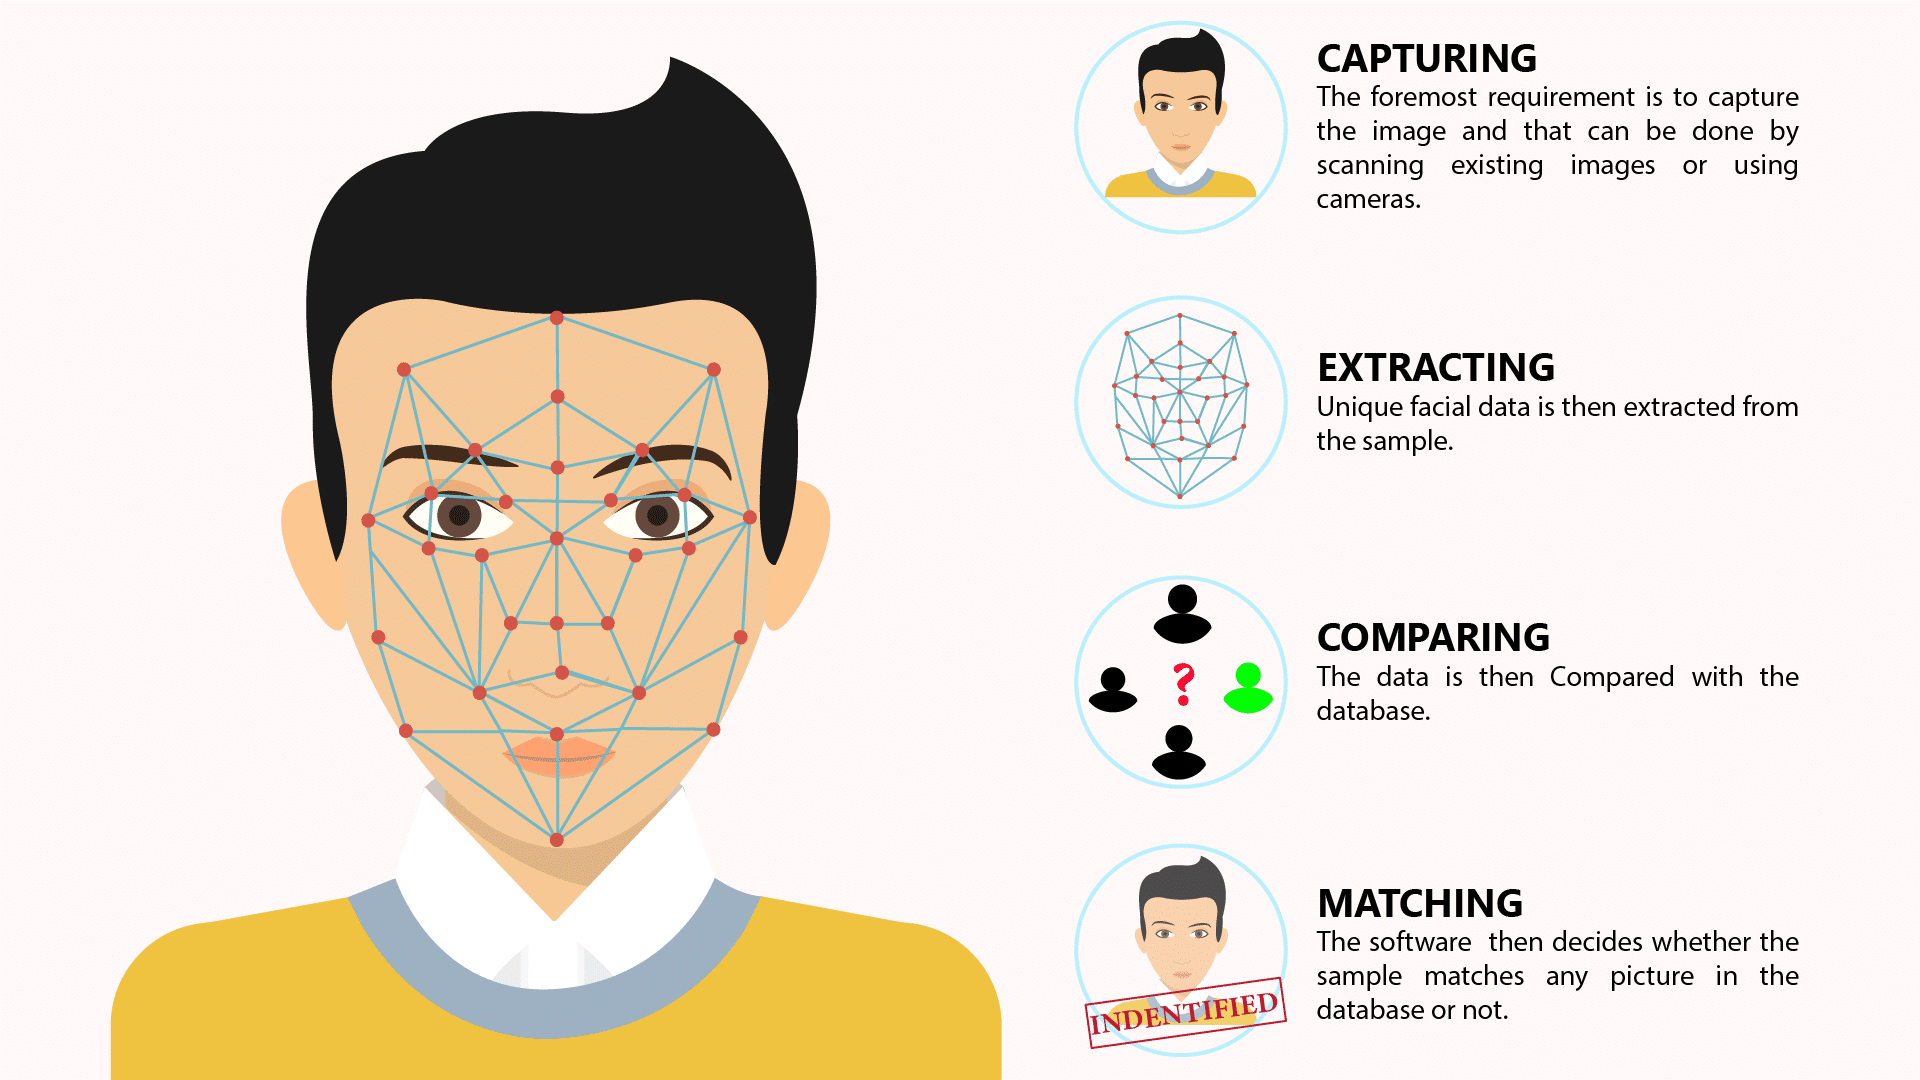 CAPTURING
The foremost requirement is to capture
the image and that can be done by
scanning existing images or using
cameras.
EXTRACTING
Unique facial data is then extracted from
the sample.
?
COMPARING
The data is then Compared with the
database.
MATCHING
The software then decides whether the
sample matches any picture in the
database or not.
INDENTIFIED